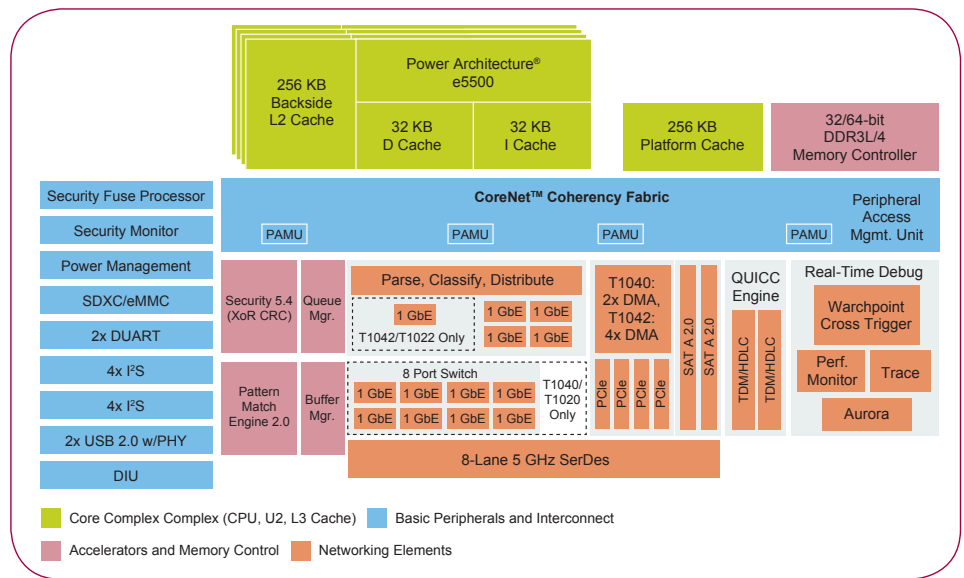 256 KB
Backside
L2 Cache
Power Architecture®
e5500
32 KB
D Cache
32 KB
I Cache
256 KB
Platform Cache
32/64-bit
DDR3L/4
Memory Controller
Security Fuse Processor
Security Monitor
Power Management
SDXC/eMMC
2x DUART
4x I²S
4x I²S
2x USB 2.0 w/PHY
DIU
CoreNet™ Coherency Fabric
PAMU
PAMU
PAMU
PAMU
Peripheral
Access
Mgmt. Unit
Security 5.4
(XoR CRC)
Queue
Mgr.
Pattern
Match
Engine 2.0
Buffer
Mgr.
Parse, Classify, Distribute
1 GbE
T1042/T1022 Only
1 GbE
1 GbE
1 GbE
1 GbE
8 Port Switch
1 GbE
1 GbE
1 GbE
1 GbE
1 GbE
1 GbE
1 GbE
1 GbE
T1040/
T1020
Only
T1040:
2x DMA,
T1042:
4x DMA
PCIe
PCIe
PCIe
PCIe
SAT A 2.0
SAT A 2.0
8-Lane 5 GHz SerDes
QUICC
Engine
TDM/HDLC
TDM/HDLC
Real-Time Debug
Warchpoint
Cross Trigger
Perf.
Monitor
Trace
Aurora
Core Complex Complex (CPU, U2, L3 Cache)
Basic Peripherals and Interconnect
Accelerators and Memory Control
Networking Elements